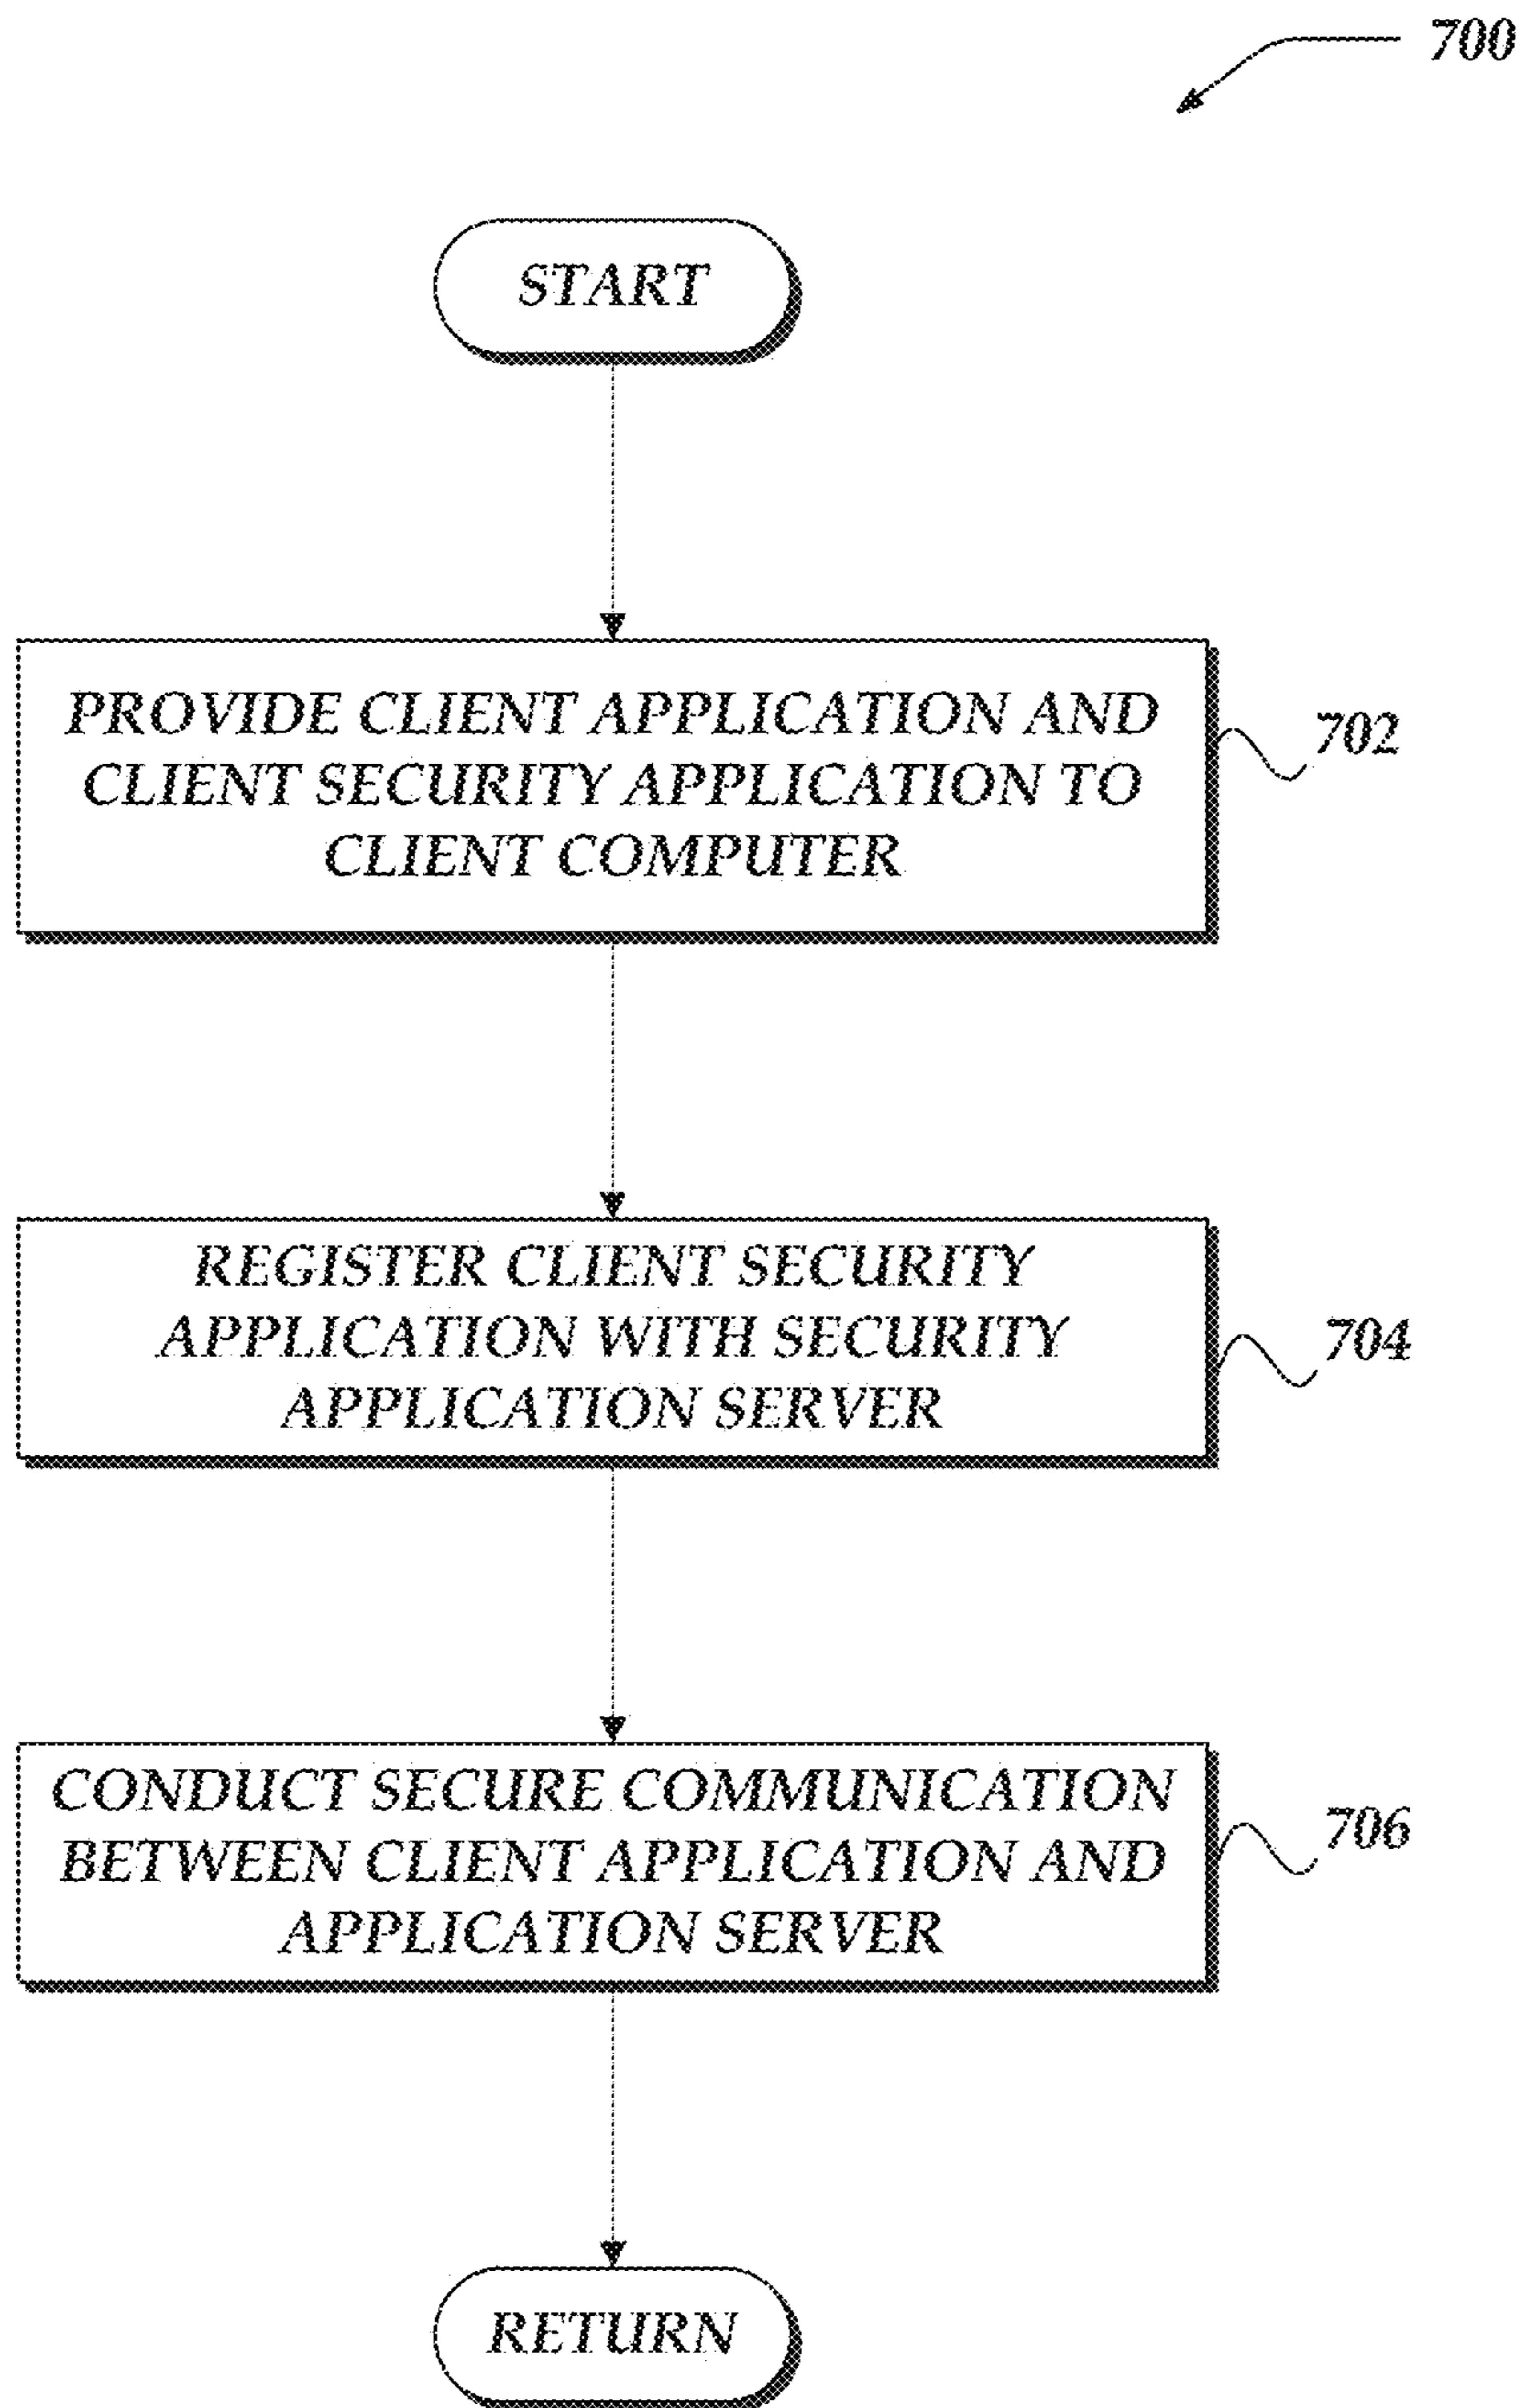 700
START
PROVIDE CLIENT APPLICATION AND
CLIENT SECURITY APPLICATION TO
CLIENT COMPUTER
702
REGISTER CLIENT SECURITY
APPLICATION WITH SECURITY
APPLICATION SERVER
704
CONDUCT SECURE COMMUNICATION
BETWEEN CLIENT APPLICATION AND
APPLICATION SERVER
706
RETURN